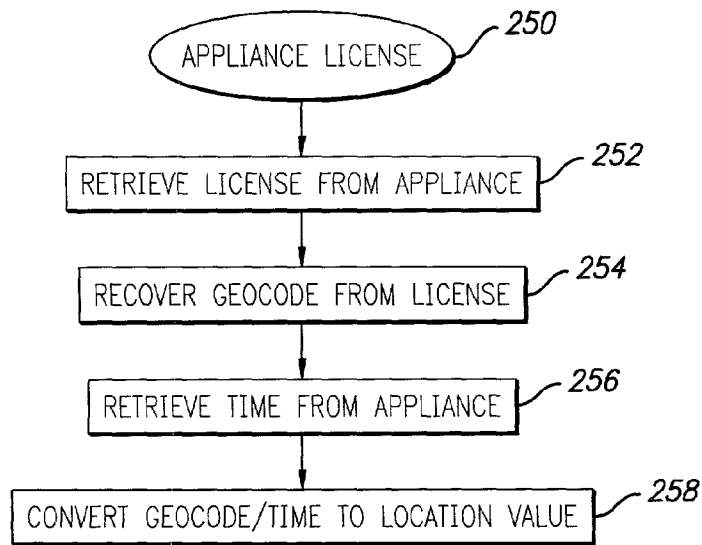 250
APPLIANCE LICENSE
252
RETRIEVE LICENSE FROM APPLIANCE
254
RECOVER GEOCODE FROM LICENSE
256
RETRIEVE TIME FROM APPLIANCE
258
CONVERT GEOCODE/TIME TO LOCATION VALUE